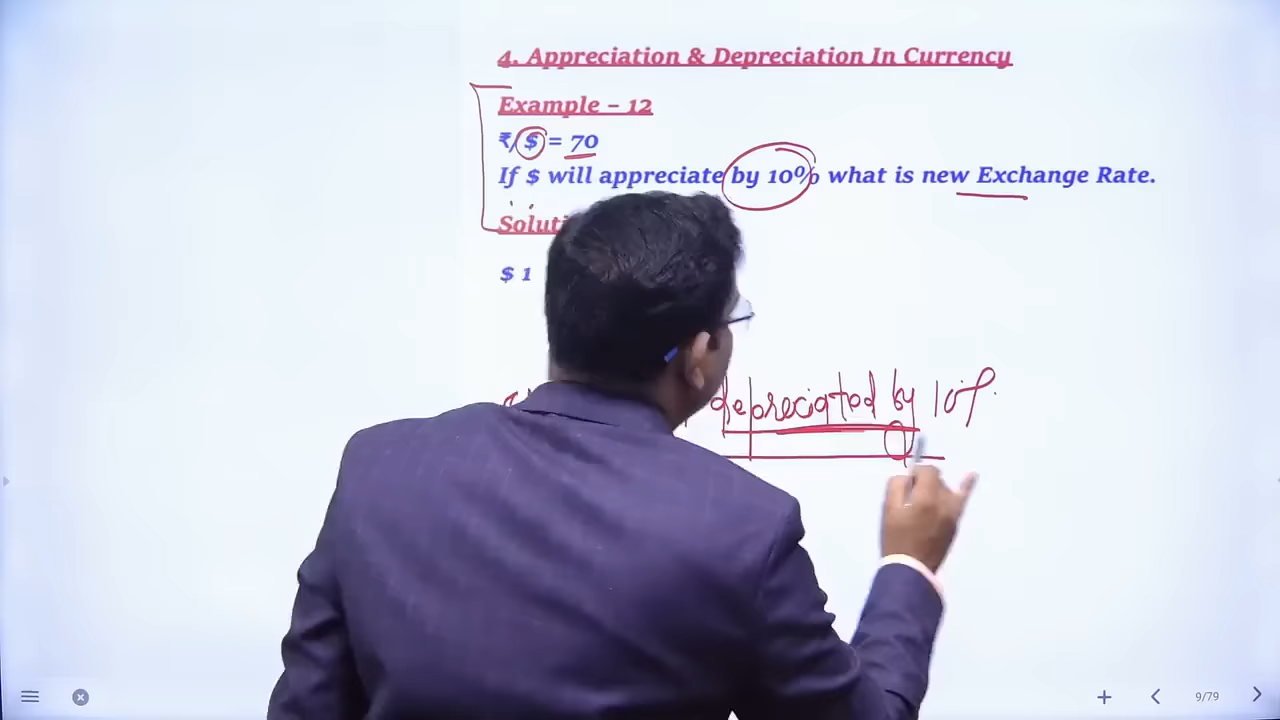 4. Appreciation & Depreciation In Currency
Example – 12
₹/$ = 70
If $ will appreciate by 10% what is new Exchange Rate.
$ 1
depreciated by 10%.
9/79